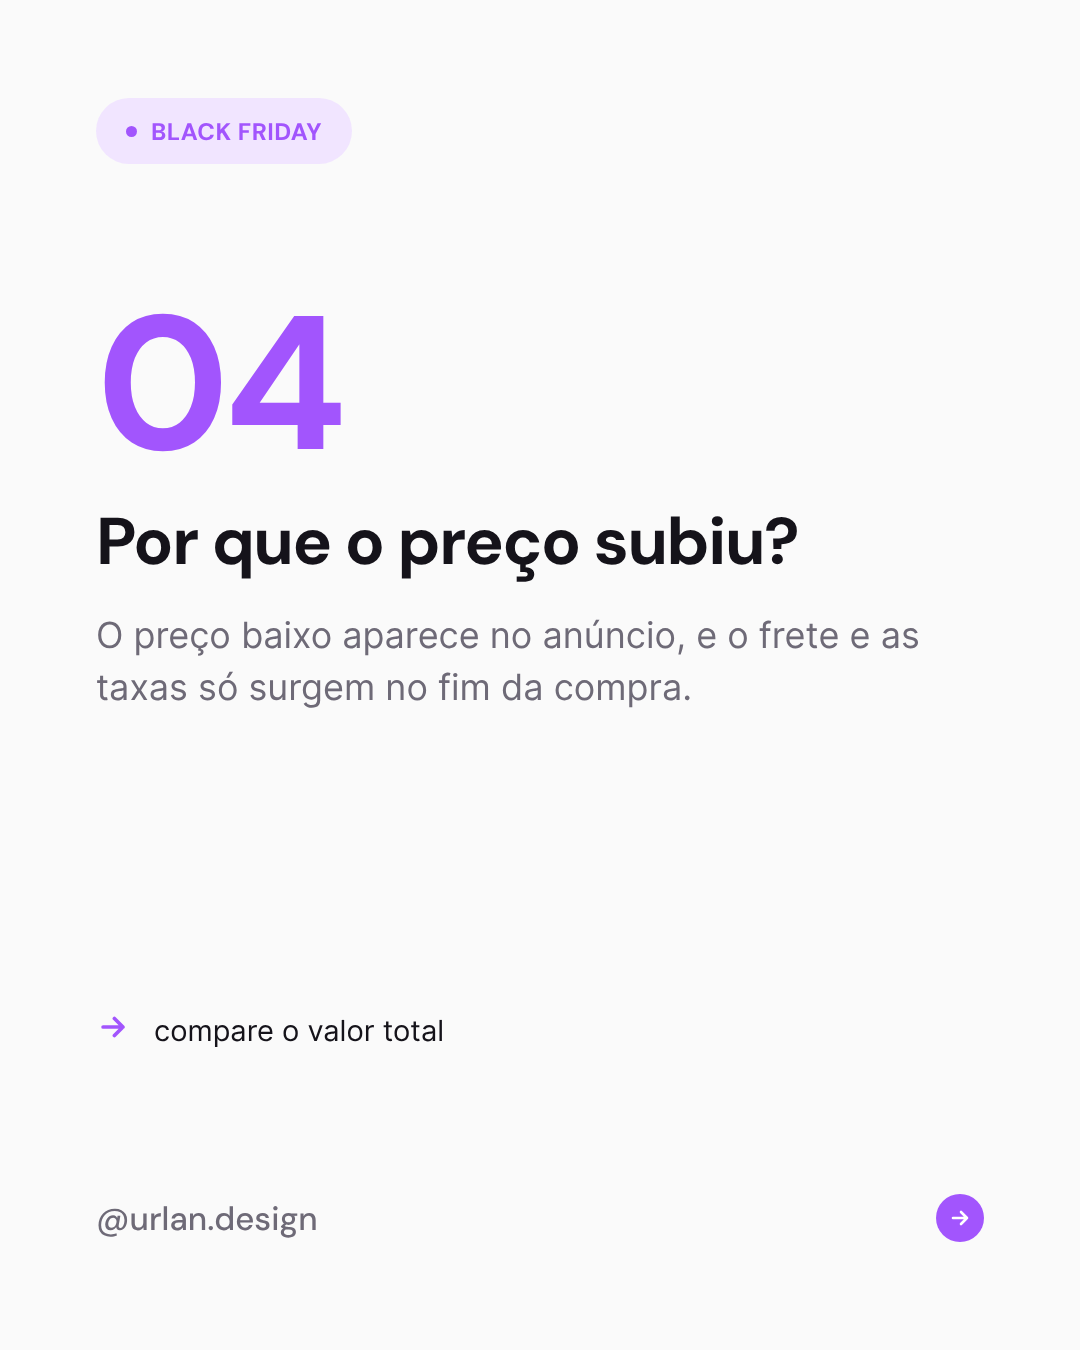 BLACK FRIDAY
04
Por que o preço subiu?
O preço baixo aparece no anúncio, e o frete e as
taxas só surgem no fim da compra.
→ compare o valor total
@urlan.design